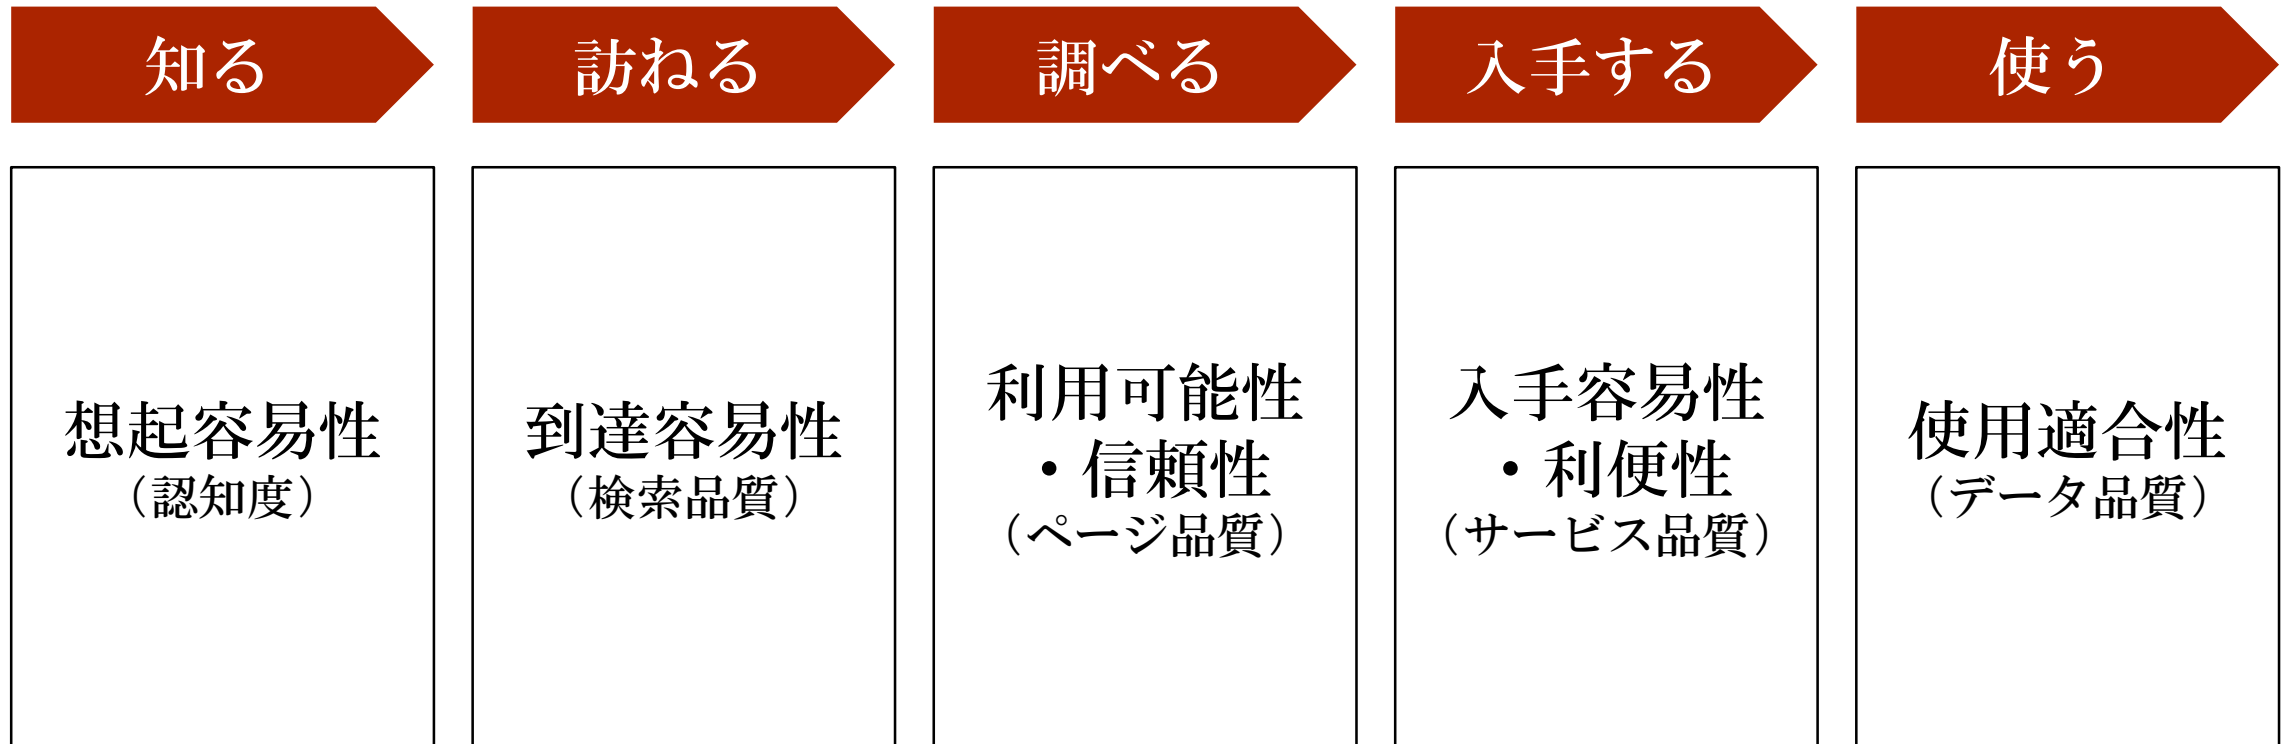 知る
訪ねる
調べる
入手する
使う
想起容易性
（認知度）
到達容易性
（検索品質）
利用可能性
・信頼性
（ページ品質）
入手容易性
・利便性
（サービス品質）
使用適合性
（データ品質）